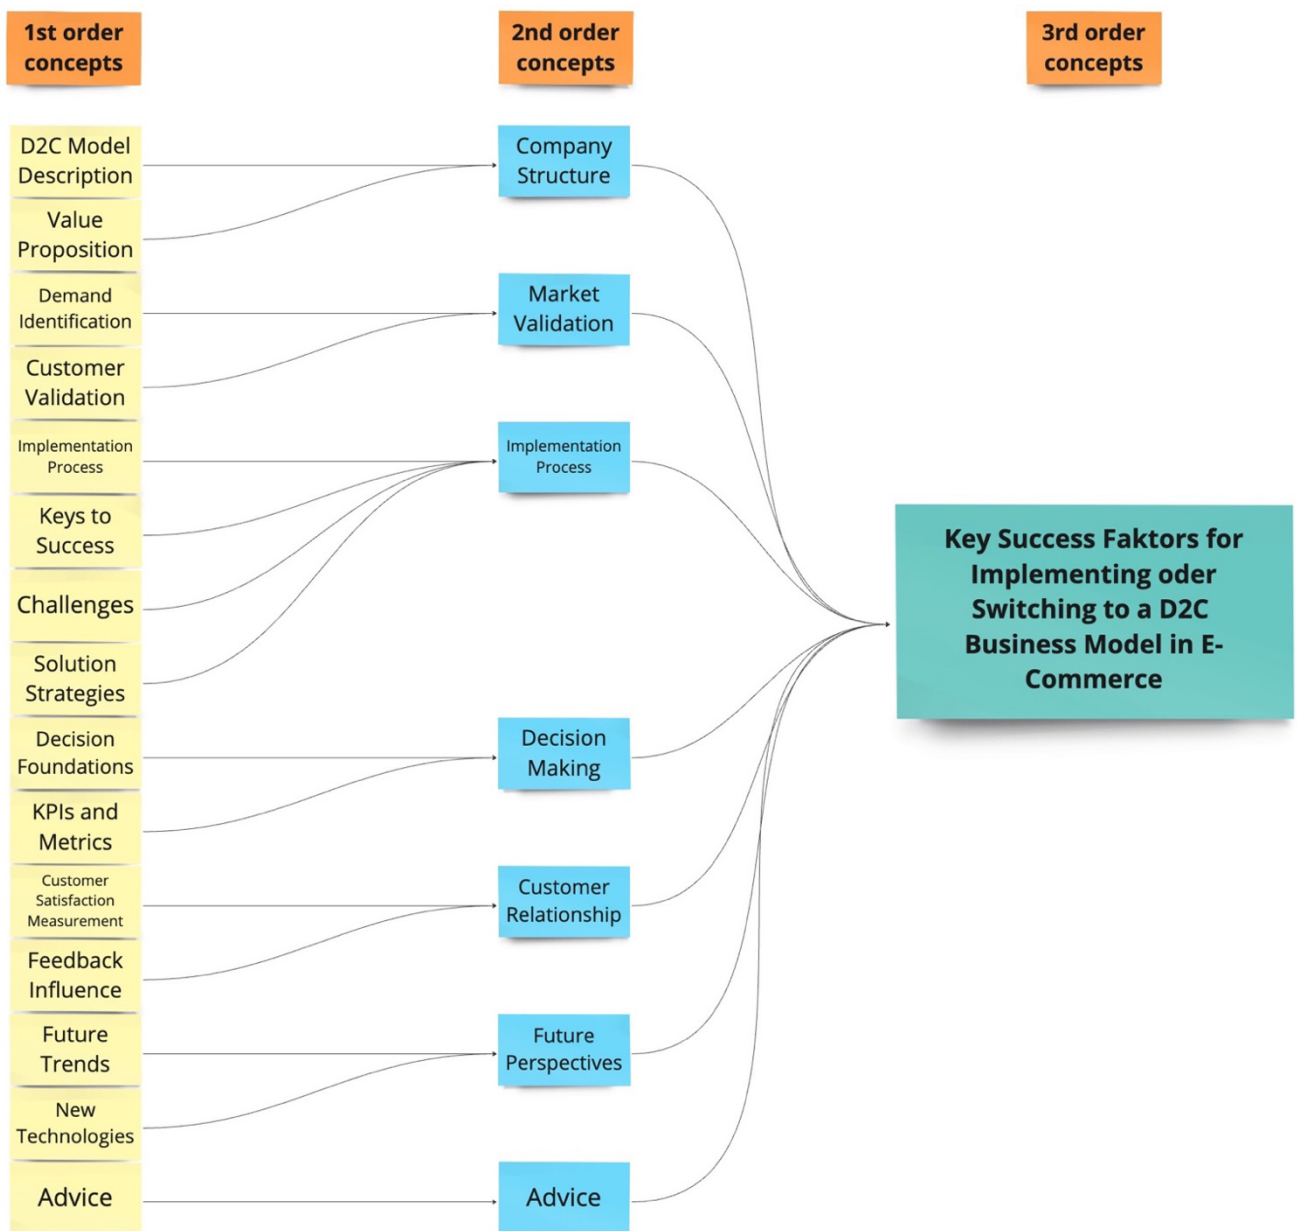 1st order
concepts
2nd order
concepts
3rd order
concepts
D2C Model
Description
Value
Proposition
Demand
Identification
Customer
Validation
Implementation
Process
Keys to
Success
Challenges
Solution
Strategies
Decision
Foundations
KPIs and
Metrics
Customer
Satisfaction
Measurement
Feedback
Influence
Future
Trends
New
Technologies
Advice
Company
Structure
Market
Validation
Implementation
Process
Decision
Making
Customer
Relationship
Future
Perspectives
Advice
Key Success Faktors for
Implementing oder
Switching to a D2C
Business Model in E-
Commerce